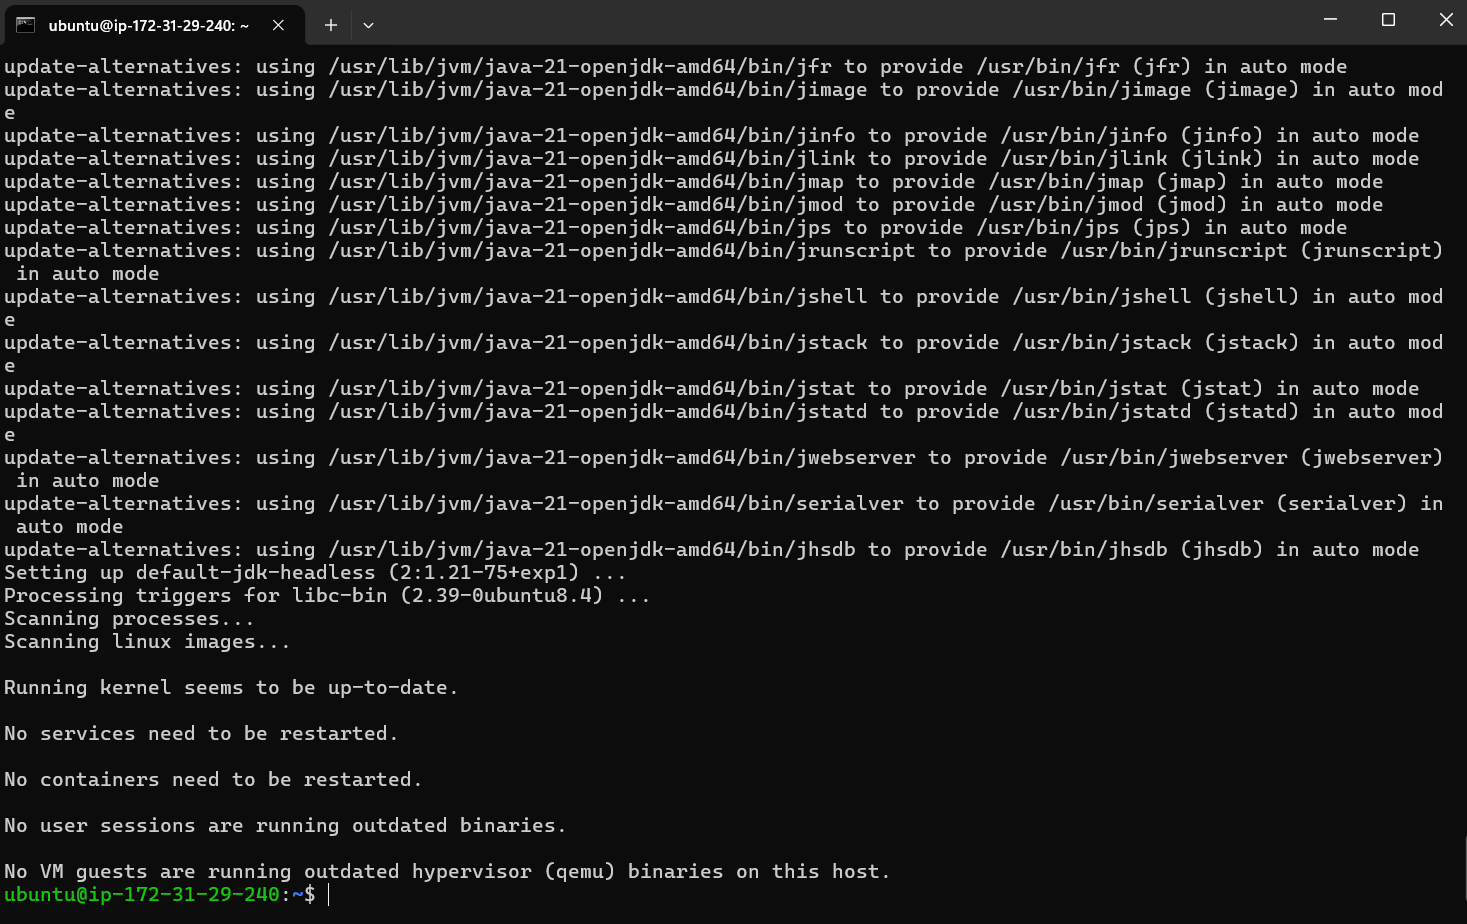 ubuntu@ip-172-31-29-240: ~
update-alternatives: using /usr/lib/jvm/java-21-openjdk-amd64/bin/jfr to provide /usr/bin/jfr (jfr) in auto mode
update-alternatives: using /usr/lib/jvm/java-21-openjdk-amd64/bin/jimage to provide /usr/bin/jimage (jimage) in auto mod
e
update-alternatives: using /usr/lib/jvm/java-21-openjdk-amd64/bin/jinfo to provide /usr/bin/jinfo (jinfo) in auto mode
update-alternatives: using /usr/lib/jvm/java-21-openjdk-amd64/bin/jlink to provide /usr/bin/jlink (jlink) in auto mode
update-alternatives: using /usr/lib/jvm/java-21-openjdk-amd64/bin/jmap to provide /usr/bin/jmap (jmap) in auto mode
update-alternatives: using /usr/lib/jvm/java-21-openjdk-amd64/bin/jmod to provide /usr/bin/jmod (jmod) in auto mode
update-alternatives: using /usr/lib/jvm/java-21-openjdk-amd64/bin/jps to provide /usr/bin/jps (jps) in auto mode
update-alternatives: using /usr/lib/jvm/java-21-openjdk-amd64/bin/jrunscript to provide /usr/bin/jrunscript (jrunscript)
 in auto mode
update-alternatives: using /usr/lib/jvm/java-21-openjdk-amd64/bin/jshell to provide /usr/bin/jshell (jshell) in auto mod
e
update-alternatives: using /usr/lib/jvm/java-21-openjdk-amd64/bin/jstack to provide /usr/bin/jstack (jstack) in auto mod
e
update-alternatives: using /usr/lib/jvm/java-21-openjdk-amd64/bin/jstat to provide /usr/bin/jstat (jstat) in auto mode
update-alternatives: using /usr/lib/jvm/java-21-openjdk-amd64/bin/jstatd to provide /usr/bin/jstatd (jstatd) in auto mod
e
update-alternatives: using /usr/lib/jvm/java-21-openjdk-amd64/bin/jwebserver to provide /usr/bin/jwebserver (jwebserver)
 in auto mode
update-alternatives: using /usr/lib/jvm/java-21-openjdk-amd64/bin/serialver to provide /usr/bin/serialver (serialver) in
 auto mode
update-alternatives: using /usr/lib/jvm/java-21-openjdk-amd64/bin/jhsdb to provide /usr/bin/jhsdb (jhsdb) in auto mode
Setting up default-jdk-headless (2:1.21-75+exp1) ...
Processing triggers for libc-bin (2.39-0ubuntu8.4) ...
Scanning processes...
Scanning linux images...
Running kernel seems to be up-to-date.
No services need to be restarted.
No containers need to be restarted.
No user sessions are running outdated binaries.
No VM guests are running outdated hypervisor (qemu) binaries on this host.
ubuntu@ip-172-31-29-240:~$